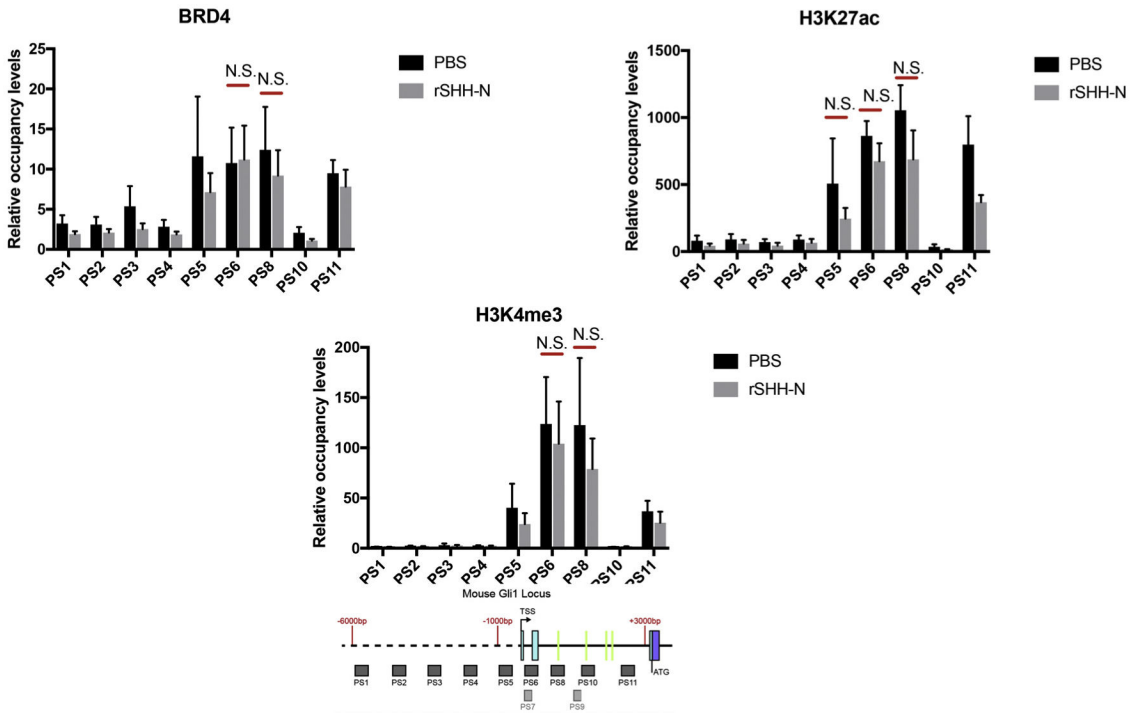 BRD4
25
20
15
10
5
0
Relative occupancy levels
N.S.
N.S.
PBS
rSHH-N
PS1
PS2
PS3
PS4
PS5
PS6
PS8
PS10
PS11
H3K27ac
1500
1000
500
0
Relative occupancy levels
N.S.
N.S.
N.S.
PBS
rSHH-N
PS1
PS2
PS3
PS4
PS5
PS6
PS8
PS10
PS11
H3K4me3
200
150
100
50
0
Relative occupancy levels
N.S.
N.S.
PBS
rSHH-N
PS1
PS2
PS3
PS4
PS5
PS6
PS8
PS10
PS11
Mouse Gli1 Locus
-6000bp
-1000bp
TSS
+3000bp
ATG
PS1 PS2 PS3 PS4 PS5 PS6 PS8 PS10 PS11
PS7 PS9